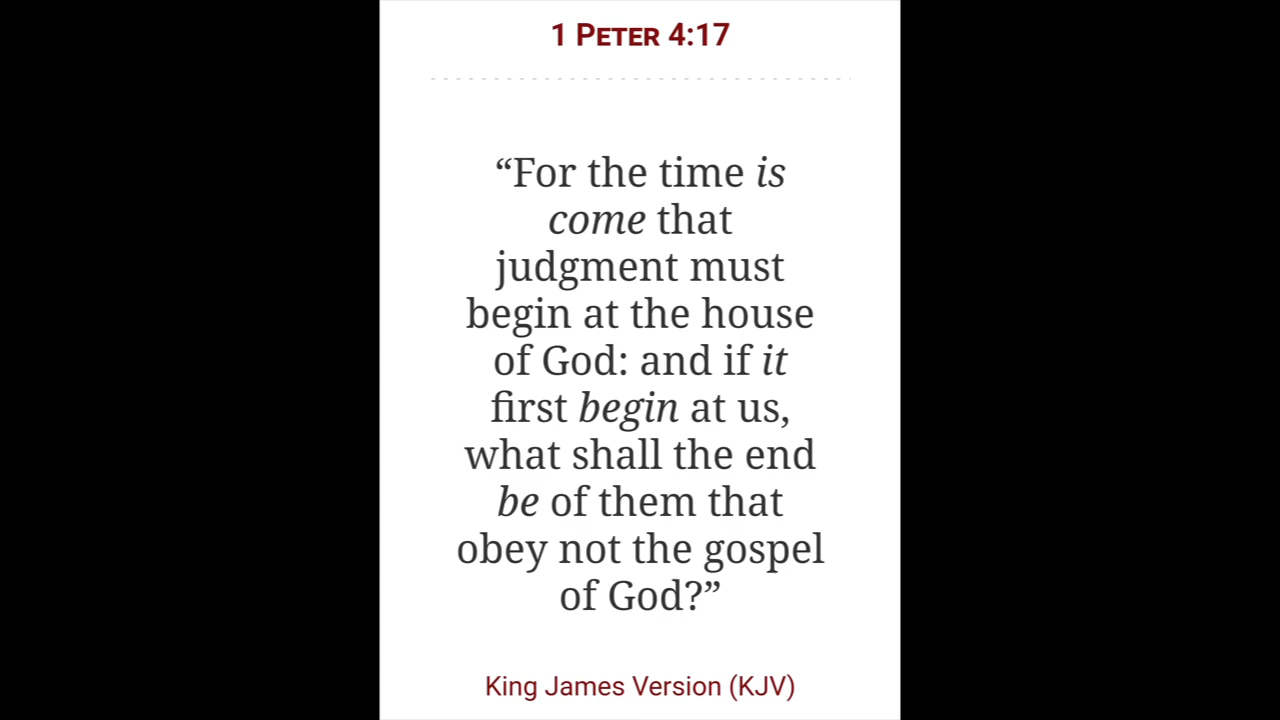 1 Peter 4:17
“For the time is
come that
judgment must
begin at the house
of God: and if it
first begin at us,
what shall the end
be of them that
obey not the gospel
of God?”
King James Version (KJV)